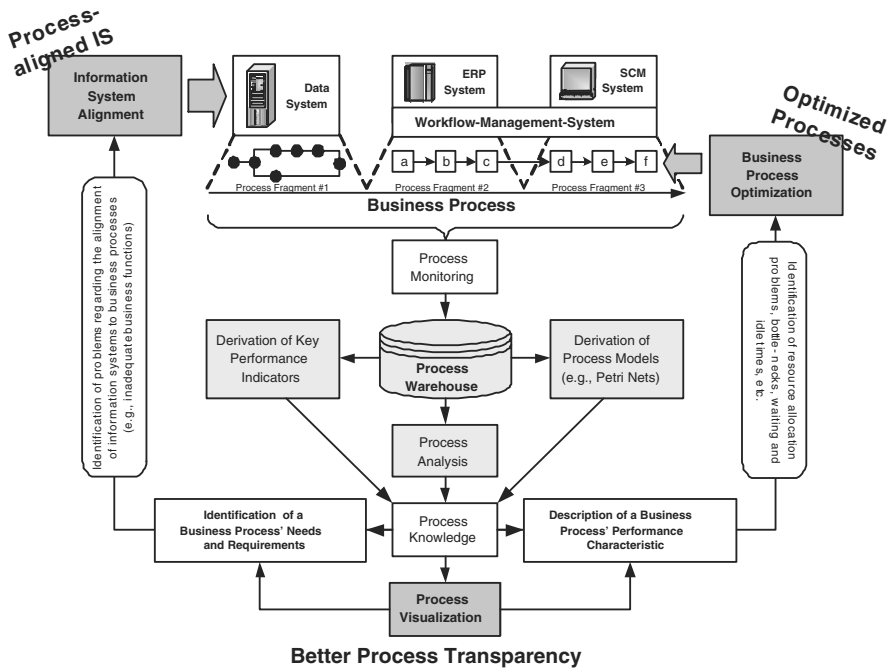 Process-
aligned IS
Information
System
Alignment
Data
System
ERP
System
SCM
System
Workflow-Management-System
a
b
c
d
e
f
Process Fragment #1
Process Fragment #2
Process Fragment #3
Business Process
Optimized
Processes
Business
Process
Optimization
Process
Monitoring
Identification of problems regarding the alignment
of information systems to business processes
(e.g., inadequate business functions)
Identification of resource allocation
problems, bottle-necks, waiting and
idle times, etc.
Derivation of Key
Performance
Indicators
Process
Warehouse
Derivation of
Process Models
(e.g., Petri Nets)
Process
Analysis
Identification of a
Business Process' Needs
and Requirements
Process
Knowledge
Description of a Business
Process' Performance
Characteristic
Process
Visualization
Better Process Transparency